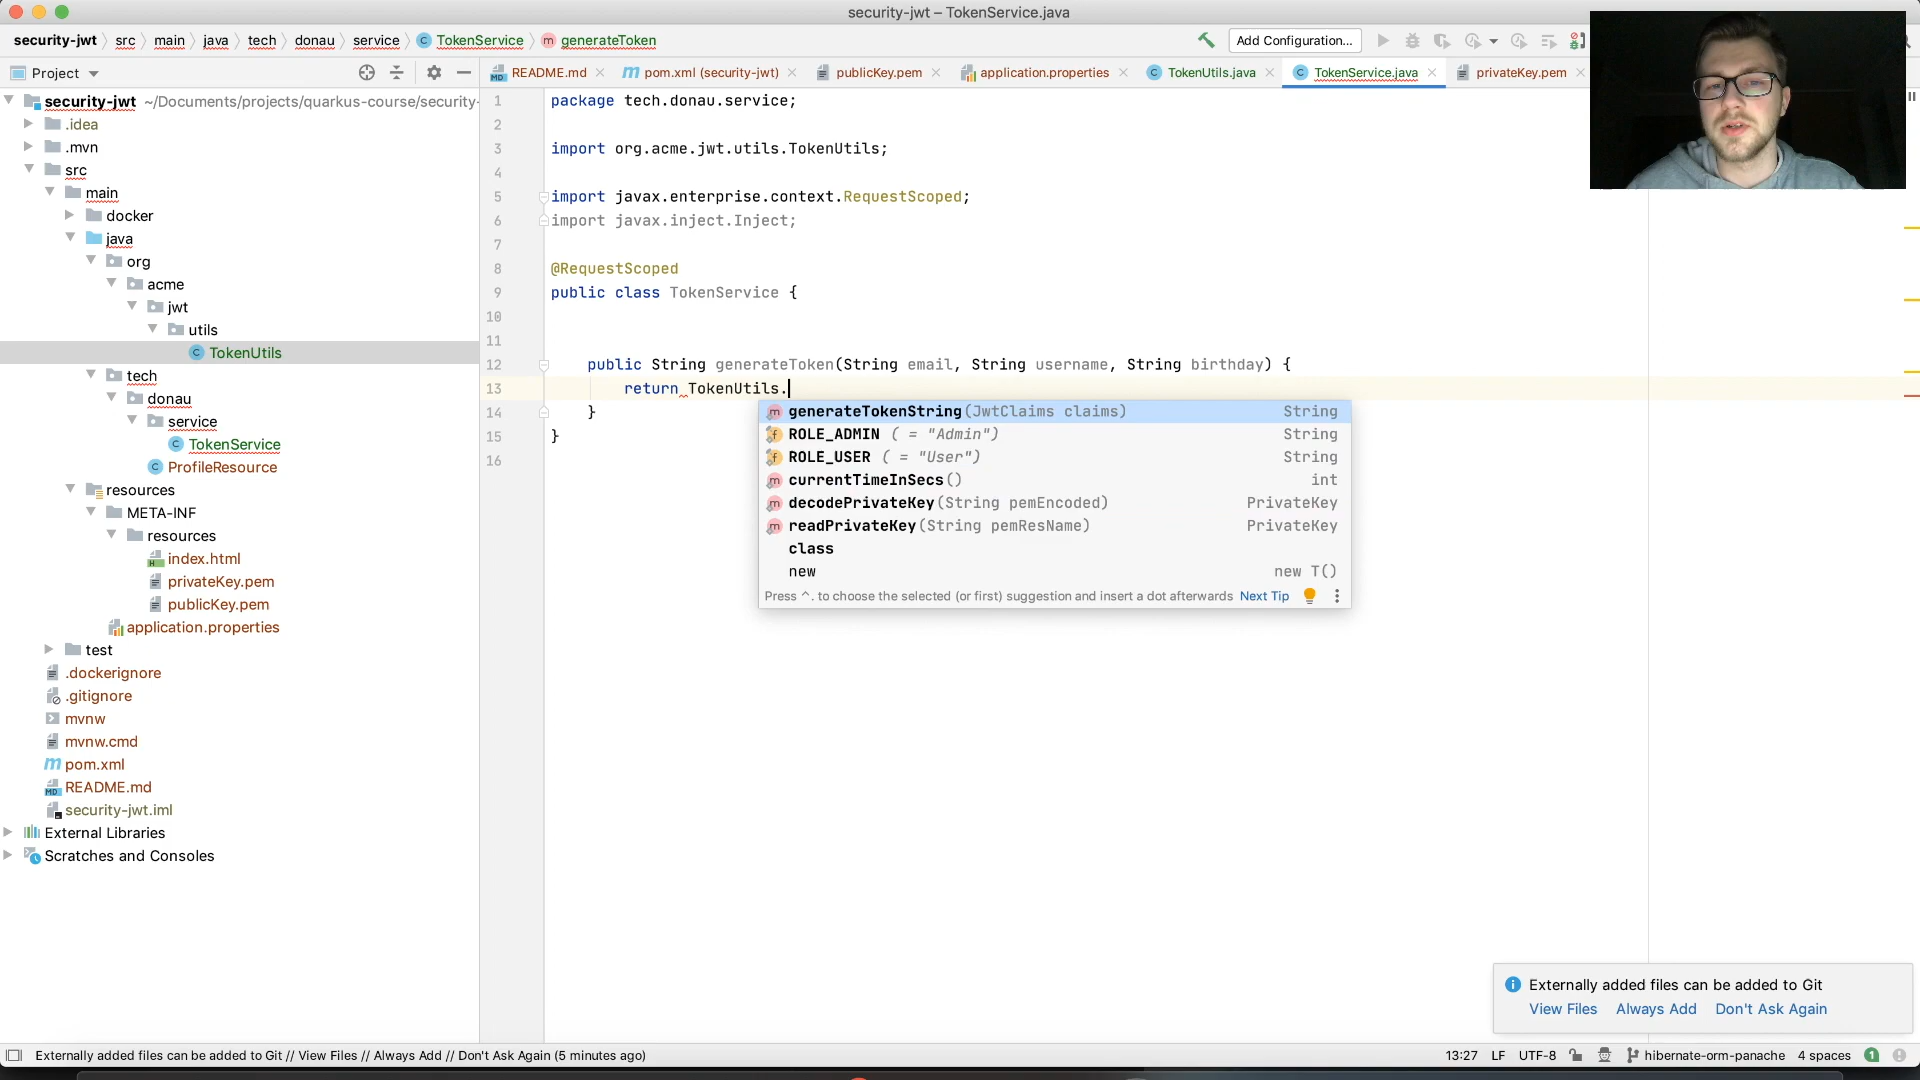 security-jwt – TokenService.java
security-jwt src main java tech donau service TokenService generateToken
Add Configuration...
Project
README.md pom.xml (security-jwt) publicKey.pem application.properties TokenUtils.java TokenService.java privateKey.pem
security-jwt ~/Documents/projects/quarkus-course/security-
.idea
.mvn
src
main
docker
java
org
acme
jwt
utils
TokenUtils
tech
donau
service
TokenService
ProfileResource
resources
META-INF
resources
index.html
privateKey.pem
publicKey.pem
application.properties
test
.dockerignore
.gitignore
mvnw
mvnw.cmd
pom.xml
README.md
security-jwt.iml
External Libraries
Scratches and Consoles
1 package tech.donau.service;
2
3 import org.acme.jwt.utils.TokenUtils;
4
5 import javax.enterprise.context.RequestScoped;
6 import javax.inject.Inject;
7
8 @RequestScoped
9 public class TokenService {
10
11
12 public String generateToken(String email, String username, String birthday) {
13 return TokenUtils.
14 }
15 }
16
generateTokenString(JwtClaims claims) String
ROLE_ADMIN ( = "Admin") String
ROLE_USER ( = "User") String
currentTimeInSecs() int
decodePrivateKey(String pemEncoded) PrivateKey
readPrivateKey(String pemResName) PrivateKey
class
new new T()
Press ^. to choose the selected (or first) suggestion and insert a dot afterwards Next Tip
Externally added files can be added to Git
View Files Always Add Don't Ask Again
Externally added files can be added to Git // View Files // Always Add // Don't Ask Again (5 minutes ago)
13:27 LF UTF-8 hibernate-orm-panache 4 spaces 1